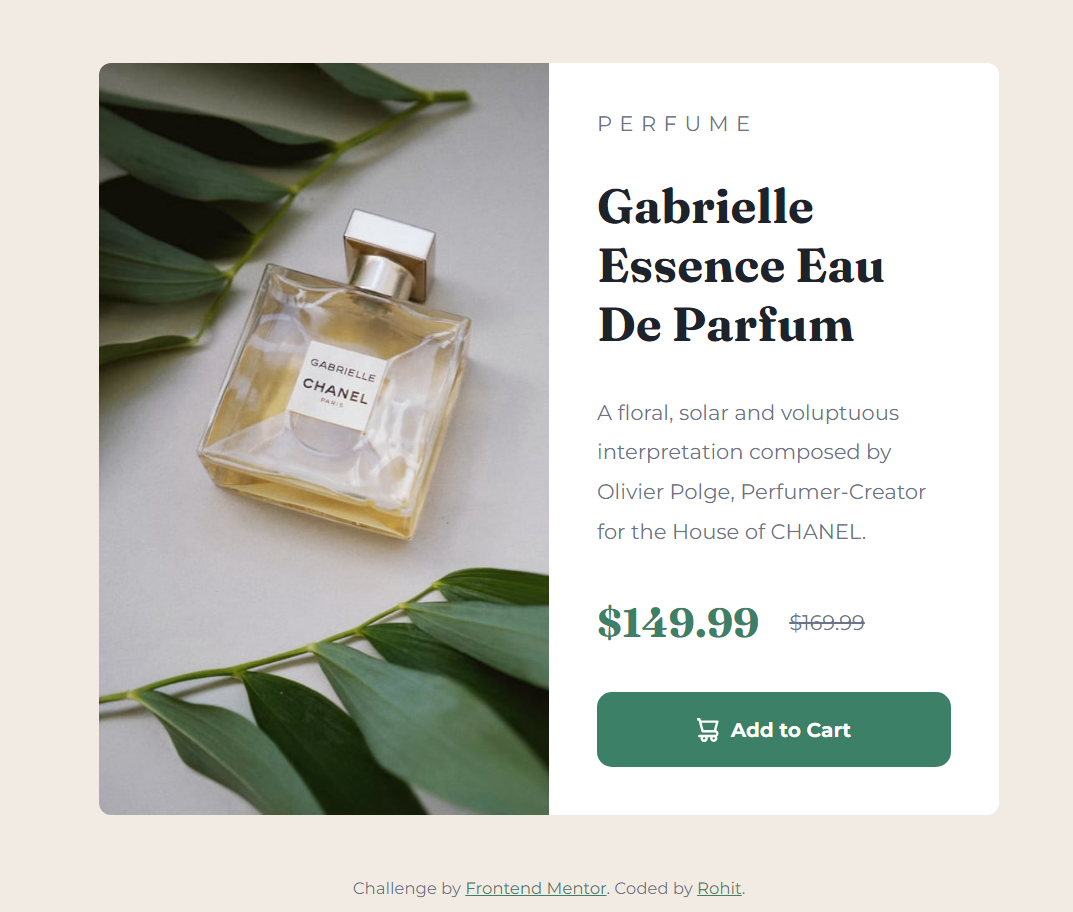 GABRIELLE
CHANEL
PARIS
PERFUME
Gabrielle
Essence Eau
De Parfum
A floral, solar and voluptuous
interpretation composed by
Olivier Polge, Perfumer-Creator
for the House of CHANEL.
$149.99 $169.99
Add to Cart
Challenge by Frontend Mentor. Coded by Rohit.